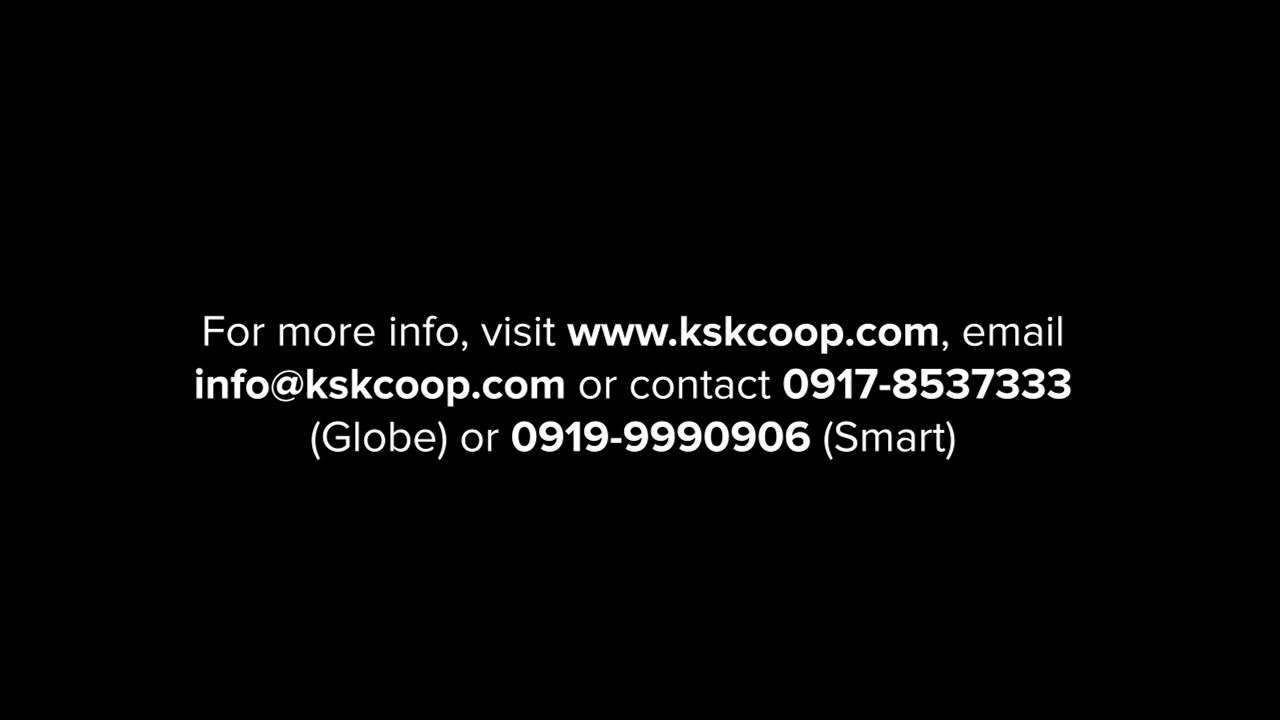 For more info, visit www.kskcoop.com, email
info@kskcoop.com or contact 0917-8537333
(Globe) or 0919-9990906 (Smart)